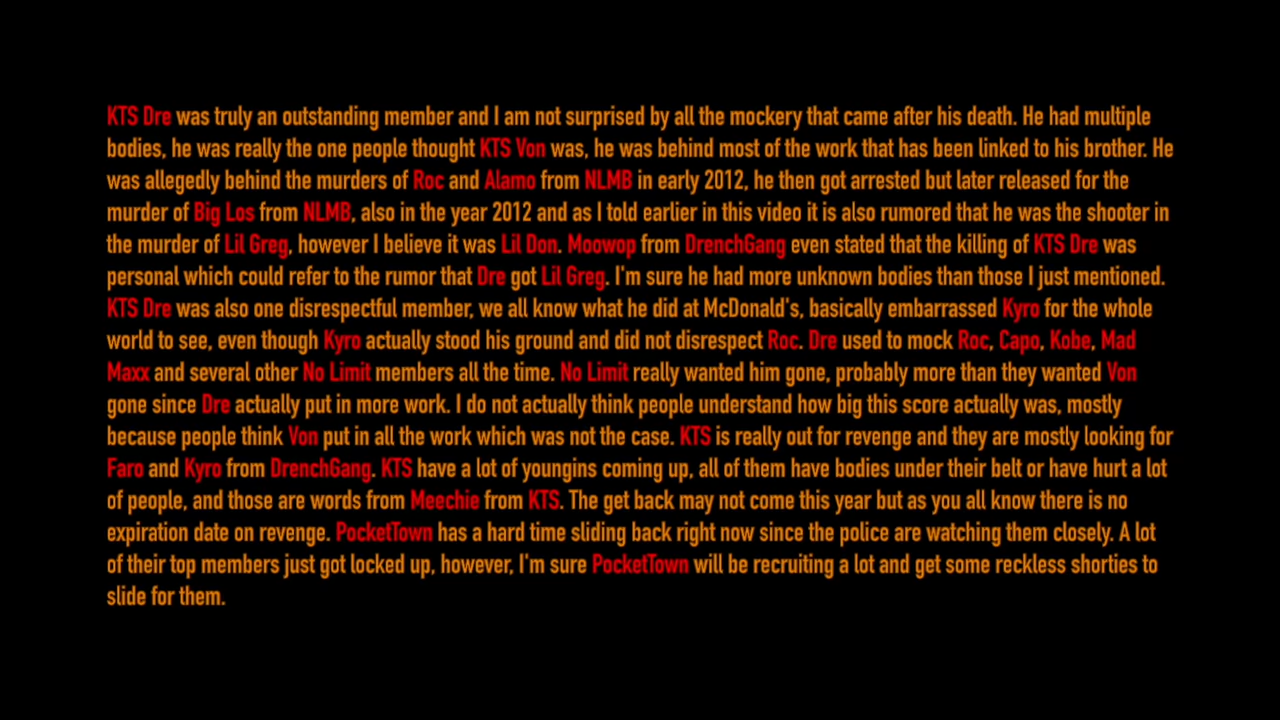 KTS Dre was truly an outstanding member and I am not surprised by all the mockery that came after his death. He had multiple
bodies, he was really the one people thought KTS Von was, he was behind most of the work that has been linked to his brother. He
was allegedly behind the murders of Roc and Alamo from NLMB in early 2012, he then got arrested but later released for the
murder of Big Los from NLMB, also in the year 2012 and as I told earlier in this video it is also rumored that he was the shooter in
the murder of Lil Greg, however I believe it was Lil Don. Moowop from DrenchGang even stated that the killing of KTS Dre was
personal which could refer to the rumor that Dre got Lil Greg. I'm sure he had more unknown bodies than those I just mentioned.
KTS Dre was also one disrespectful member, we all know what he did at McDonald's, basically embarrassed Kyro for the whole
world to see, even though Kyro actually stood his ground and did not disrespect Roc. Dre used to mock Roc, Capo, Kobe, Mad
Maxx and several other No Limit members all the time. No Limit really wanted him gone, probably more than they wanted Von
gone since Dre actually put in more work. I do not actually think people understand how big this score actually was, mostly
because people think Von put in all the work which was not the case. KTS is really out for revenge and they are mostly looking for
Faro and Kyro from DrenchGang. KTS have a lot of youngins coming up, all of them have bodies under their belt or have hurt a lot
of people, and those are words from Meechie from KTS. The get back may not come this year but as you all know there is no
expiration date on revenge. PocketTown has a hard time sliding back right now since the police are watching them closely. A lot
of their top members just got locked up, however, I'm sure PocketTown will be recruiting a lot and get some reckless shorties to
slide for them.